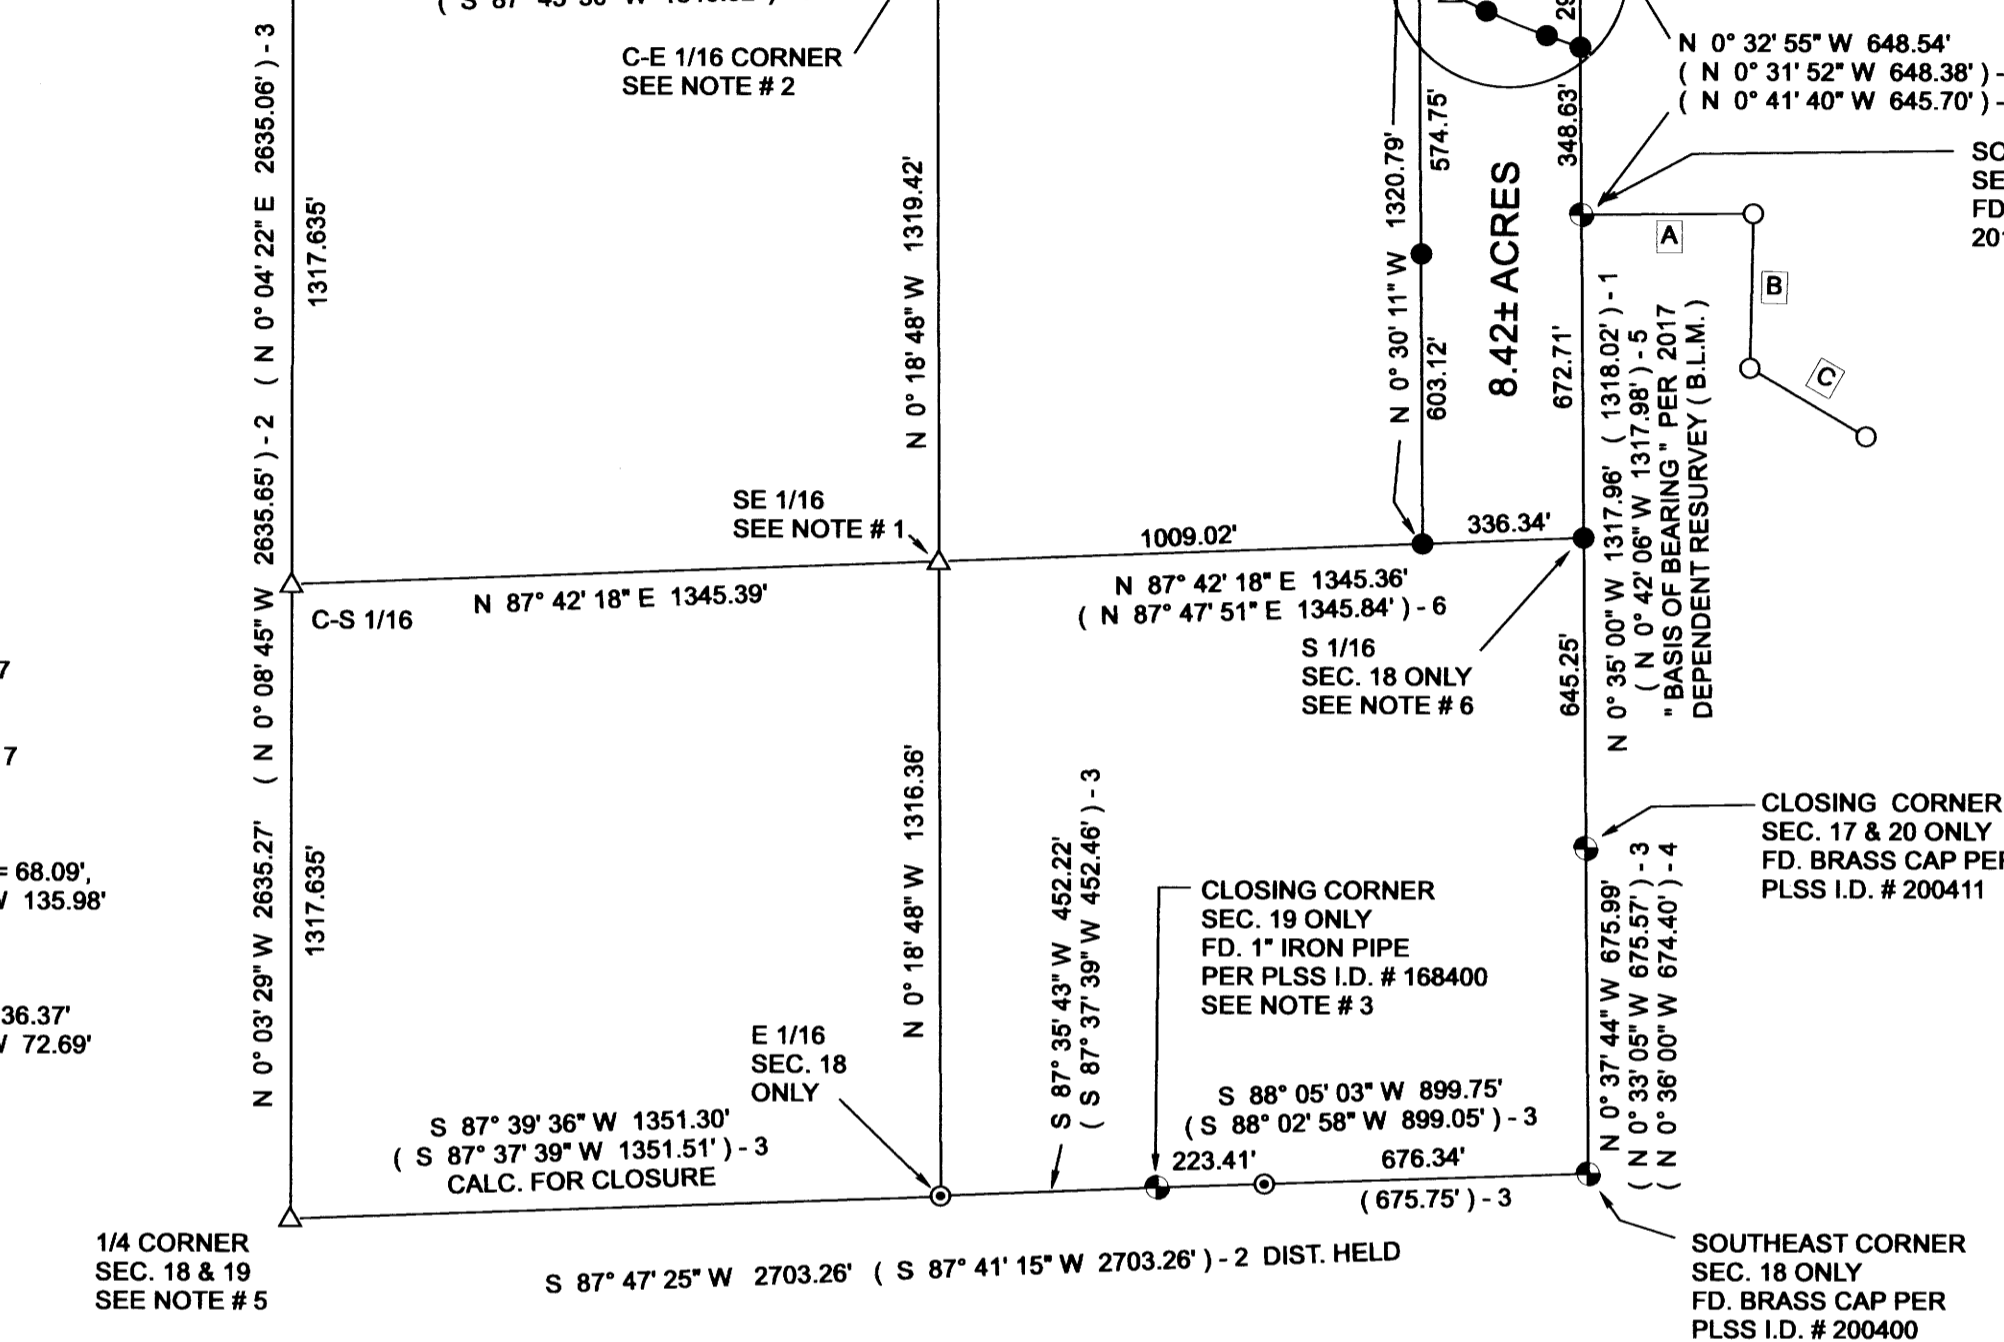 C-E 1/16 CORNER
SEE NOTE # 2
N 0° 32' 55" W 648.54'
( N 0° 31' 52" W 648.38' ) -
( N 0° 41' 40" W 645.70' ) -
( N 0° 04' 22" E 2635.06' ) - 3
( N 0° 08' 45" W 2635.65' ) - 2
N 0° 03' 29" W 2635.27'
1317.635'
1317.635'
N 0° 18' 48" W 1319.42'
N 0° 18' 48" W 1316.36'
N 0° 30' 11" W 1320.79'
574.75'
603.12'
8.42± ACRES
348.63'
672.71'
645.25'
A
B
C
N 0° 35' 00" W 1317.96' ( 1318.02' ) - 1
( N 0° 42' 06" W 1317.98' ) - 5
" BASIS OF BEARING " PER 2017
DEPENDENT RESURVEY ( B.L.M. )
SE 1/16
SEE NOTE # 1
1009.02'
336.34'
N 87° 42' 18" E 1345.39'
C-S 1/16
N 87° 42' 18" E 1345.36'
( N 87° 47' 51" E 1345.84' ) - 6
S 1/16
SEC. 18 ONLY
SEE NOTE # 6
7
7
= 68.09',
135.98'
36.37'
72.69'
CLOSING CORNER
SEC. 17 & 20 ONLY
FD. BRASS CAP PER
PLSS I.D. # 200411
S 87° 35' 43" W 452.22'
( S 87° 37' 39" W 452.46' ) - 3
CLOSING CORNER
SEC. 19 ONLY
FD. 1" IRON PIPE
PER PLSS I.D. # 168400
SEE NOTE # 3
N 0° 37' 44" W 675.99'
( N 0° 33' 05" W 675.57' ) - 3
( N 0° 36' 00" W 674.40' ) - 4
E 1/16
SEC. 18
ONLY
S 88° 05' 03" W 899.75'
( S 88° 02' 58" W 899.05' ) - 3
223.41'
676.34'
( 675.75' ) - 3
S 87° 39' 36" W 1351.30'
( S 87° 37' 39" W 1351.51' ) - 3
CALC. FOR CLOSURE
1/4 CORNER
SEC. 18 & 19
SEE NOTE # 5
S 87° 47' 25" W 2703.26' ( S 87° 41' 15" W 2703.26' ) - 2 DIST. HELD
SOUTHEAST CORNER
SEC. 18 ONLY
FD. BRASS CAP PER
PLSS I.D. # 200400